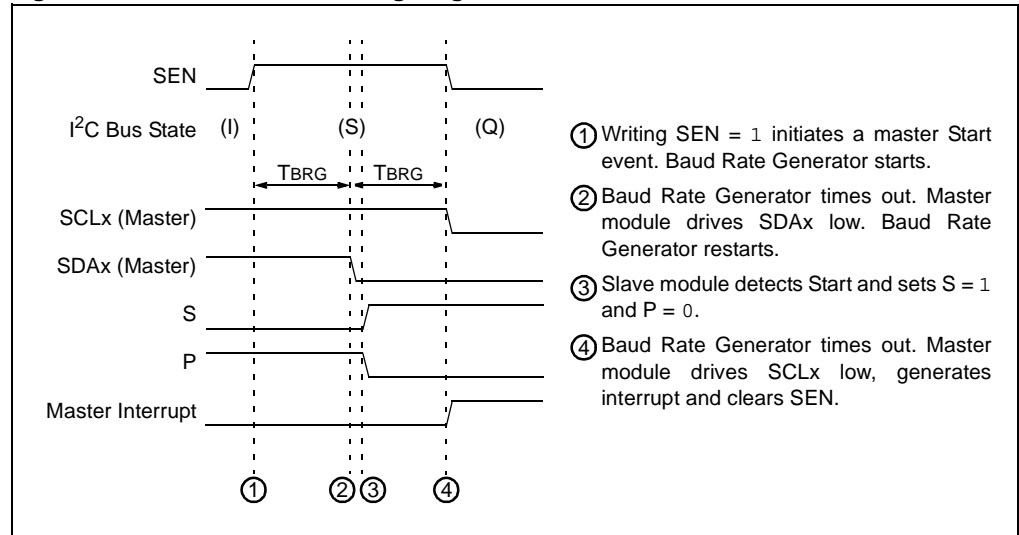 SEN
I2C Bus State (I) (S) (Q)
TBRG TBRG
SCLx (Master)
SDAx (Master)
S
P
Master Interrupt
1 2 3 4
1 Writing SEN = 1 initiates a master Start
event. Baud Rate Generator starts.
2 Baud Rate Generator times out. Master
module drives SDAx low. Baud Rate
Generator restarts.
3 Slave module detects Start and sets S = 1
and P = 0.
4 Baud Rate Generator times out. Master
module drives SCLx low, generates
interrupt and clears SEN.